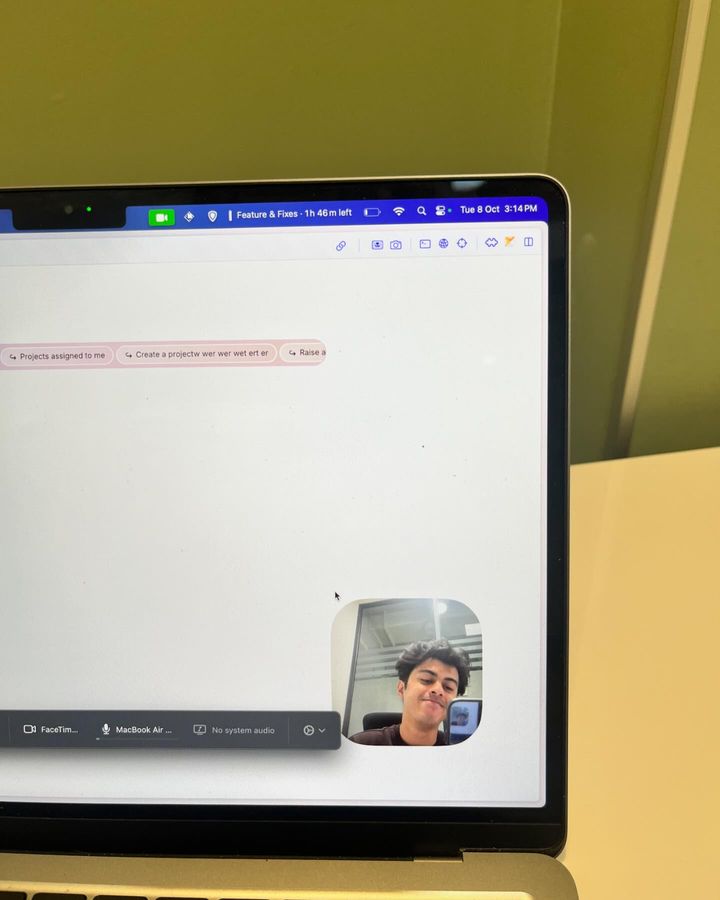 Feature & Fixes · 1h 46m left
Tue 8 Oct 3:14 PM
Projects assigned to me
Create a projectw wer wer wet ert er
Raise a
FaceTim...
MacBook Air ...
No system audio